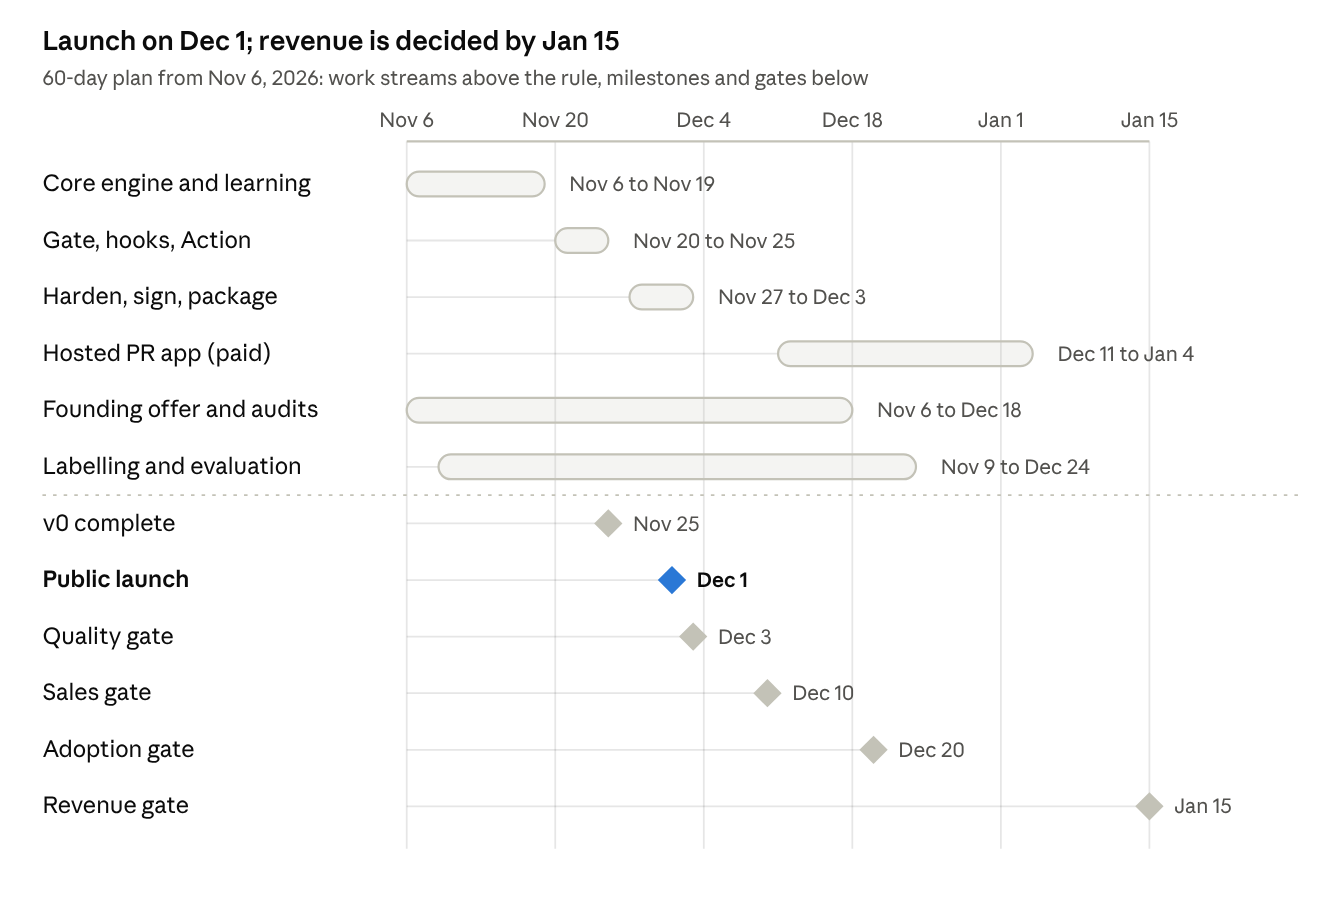 Launch on Dec 1; revenue is decided by Jan 15
60-day plan from Nov 6, 2026: work streams above the rule, milestones and gates below
Nov 6 Nov 20 Dec 4 Dec 18 Jan 1 Jan 15
Core engine and learning Nov 6 to Nov 19
Gate, hooks, Action Nov 20 to Nov 25
Harden, sign, package Nov 27 to Dec 3
Hosted PR app (paid) Dec 11 to Jan 4
Founding offer and audits Nov 6 to Dec 18
Labelling and evaluation Nov 9 to Dec 24
v0 complete Nov 25
Public launch Dec 1
Quality gate Dec 3
Sales gate Dec 10
Adoption gate Dec 20
Revenue gate Jan 15